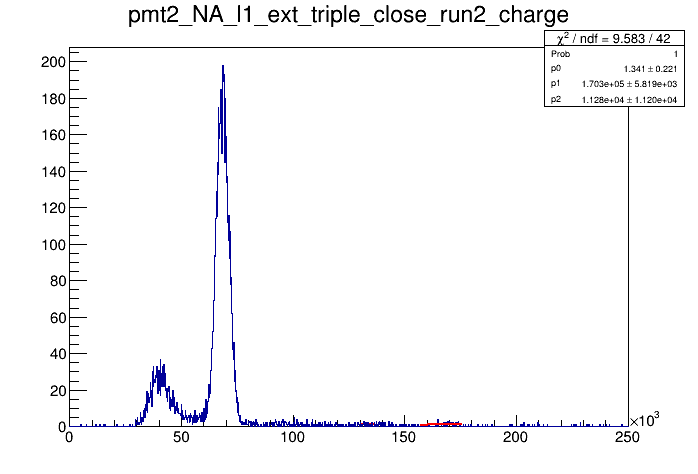 pmt2_NA_I1_ext_triple_close_run2_charge
χ² / ndf = 9.583 / 42
Prob 1
p0 1.341 ± 0.221
p1 1.703e+05 ± 5.819e+03
p2 1.128e+04 ± 1.120e+04
200
180
160
140
120
100
80
60
40
20
0
0 50 100 150 200 250
×10³